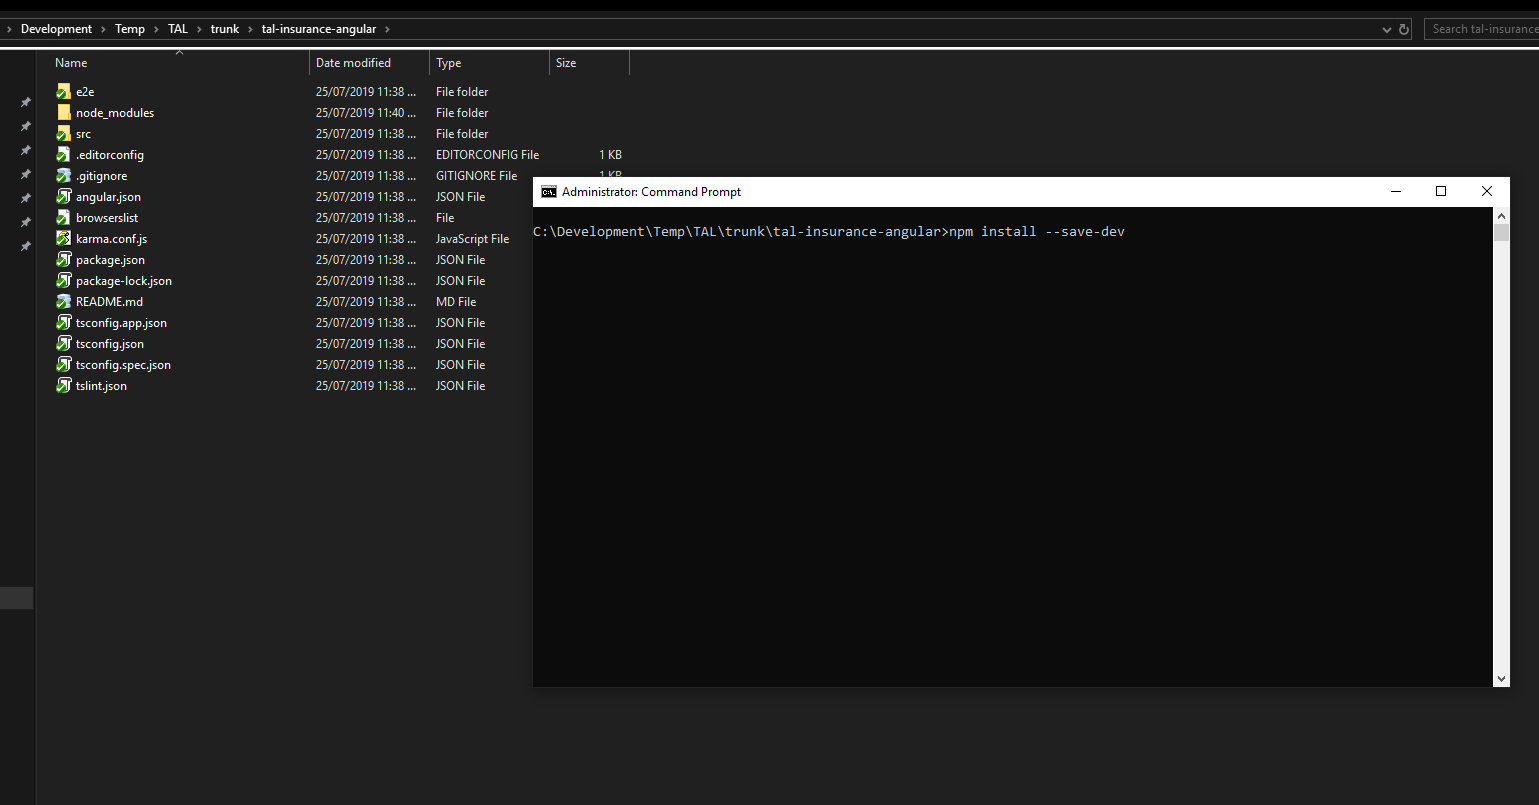 Development > Temp > TAL > trunk > tal-insurance-angular >
Search tal-insurance
Name Date modified Type Size
e2e 25/07/2019 11:38 ... File folder
node_modules 25/07/2019 11:40 ... File folder
src 25/07/2019 11:38 ... File folder
.editorconfig 25/07/2019 11:38 ... EDITORCONFIG File 1 KB
.gitignore 25/07/2019 11:38 ... GITIGNORE File 1 KB
angular.json 25/07/2019 11:38 ... JSON File
browserslist 25/07/2019 11:38 ... File
karma.conf.js 25/07/2019 11:38 ... JavaScript File
package.json 25/07/2019 11:38 ... JSON File
package-lock.json 25/07/2019 11:38 ... JSON File
README.md 25/07/2019 11:38 ... MD File
tsconfig.app.json 25/07/2019 11:38 ... JSON File
tsconfig.json 25/07/2019 11:38 ... JSON File
tsconfig.spec.json 25/07/2019 11:38 ... JSON File
tslint.json 25/07/2019 11:38 ... JSON File
Administrator: Command Prompt
C:\Development\Temp\TAL\trunk\tal-insurance-angular>npm install --save-dev